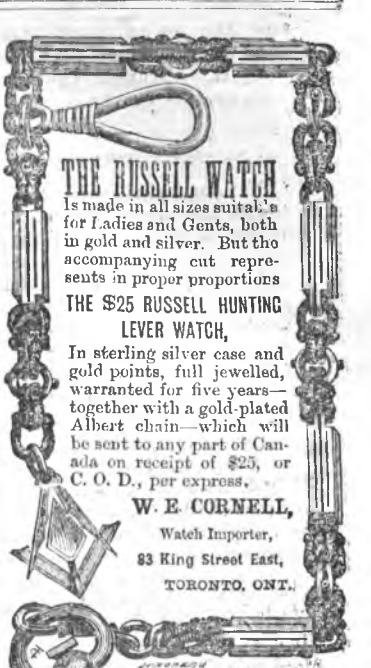 THE RUSSELL WATCH
Is made in all sizes suitable
for Ladies and Gents, both
in gold and silver. But the
accompanying cut repre-
sents in proper proportions
THE $25 RUSSELL HUNTING
LEVER WATCH,
In sterling silver case and
gold points, full jewelled,
warranted for five years—
together with a gold-plated
Albert chain—which will
be sent to any part of Can-
ada on receipt of $25, or
C. O. D., per express.
W. E. CORNELL,
Watch Importer,
83 King Street East,
TORONTO, ONT.